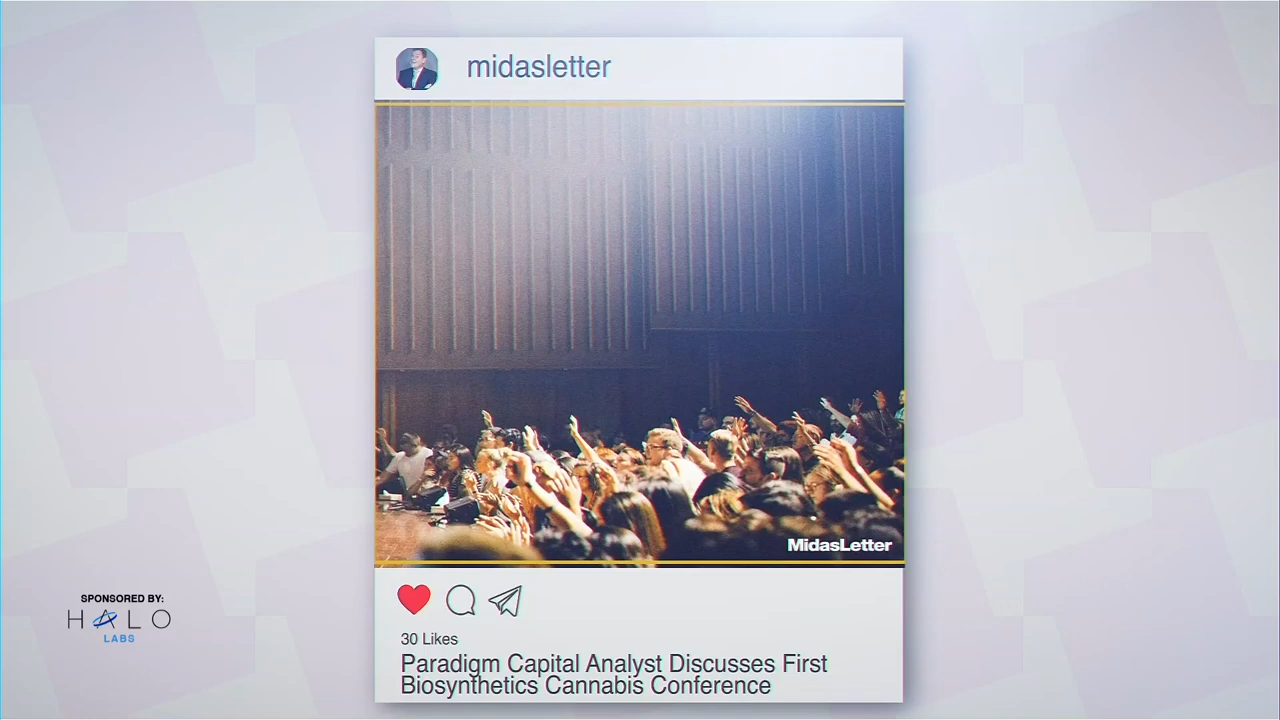 midasletter
MidasLetter
SPONSORED BY:
HALO
LABS
30 Likes
Paradigm Capital Analyst Discusses First
Biosynthetics Cannabis Conference